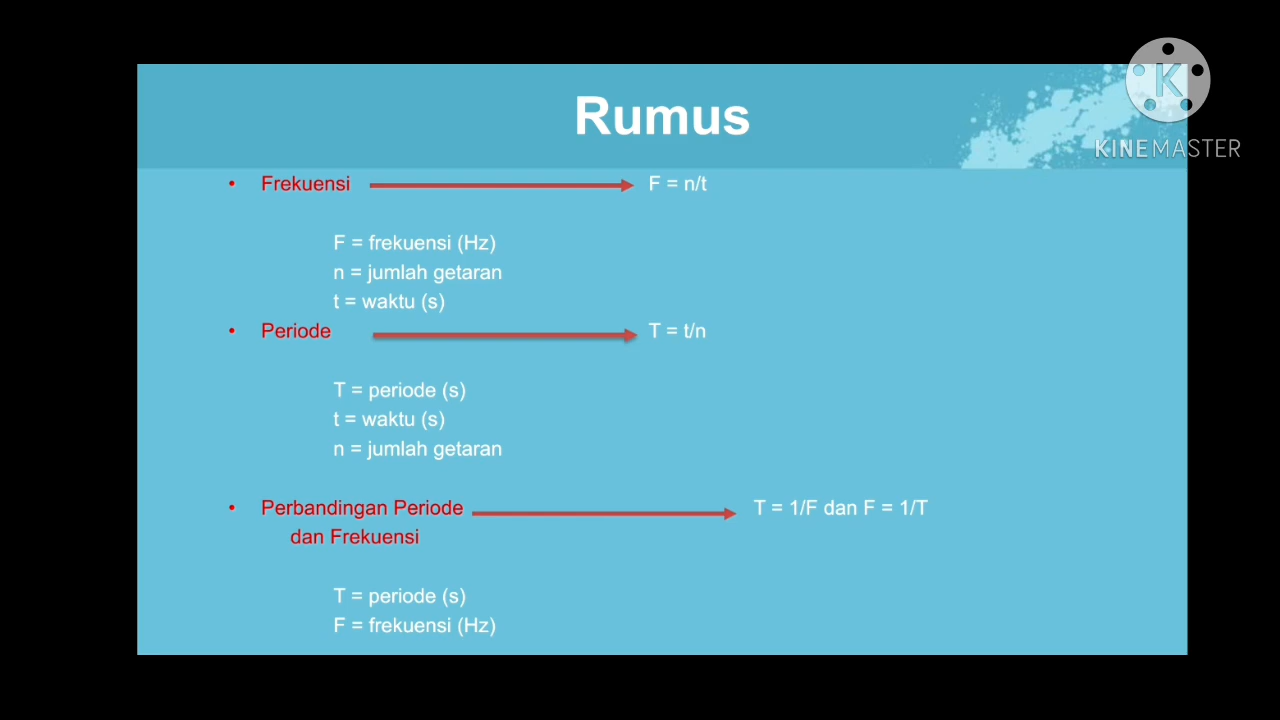 Rumus
K
KINEMASTER
• Frekuensi F = n/t
F = frekuensi (Hz)
n = jumlah getaran
t = waktu (s)
• Periode T = t/n
T = periode (s)
t = waktu (s)
n = jumlah getaran
• Perbandingan Periode T = 1/F dan F = 1/T
dan Frekuensi
T = periode (s)
F = frekuensi (Hz)